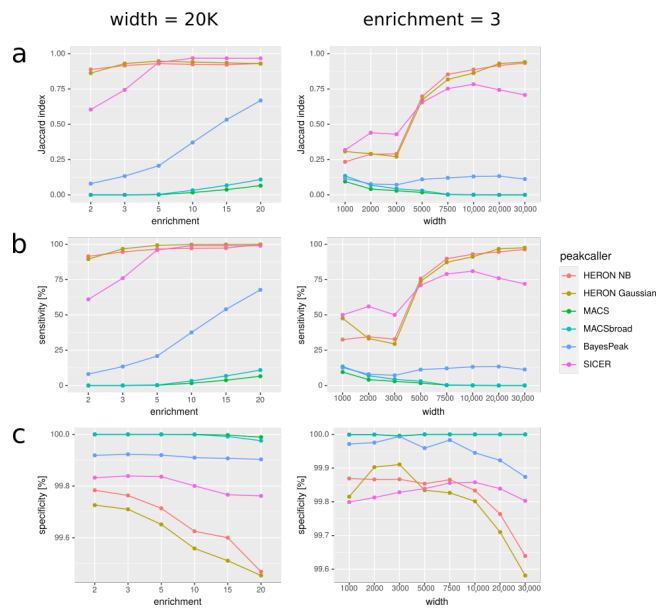 width = 20K
enrichment = 3
a
Jaccard index
1.00
0.75
0.50
0.25
0.00
2 3 5 10 15 20
enrichment
Jaccard index
1.00
0.75
0.50
0.25
0.00
1000 2000 3000 5000 7500 10,000 20,000 30,000
width
b
sensitivity [%]
100
75
50
25
0
2 3 5 10 15 20
enrichment
sensitivity [%]
100
75
50
25
0
1000 2000 3000 5000 7500 10,000 20,000 30,000
width
peakcaller
HERON NB
HERON Gaussian
MACS
MACSbroad
BayesPeak
SICER
c
specificity [%]
100.0
99.8
99.6
2 3 5 10 15 20
enrichment
specificity [%]
100.0
99.9
99.8
99.7
99.6
1000 2000 3000 5000 7500 10,000 20,000 30,000
width